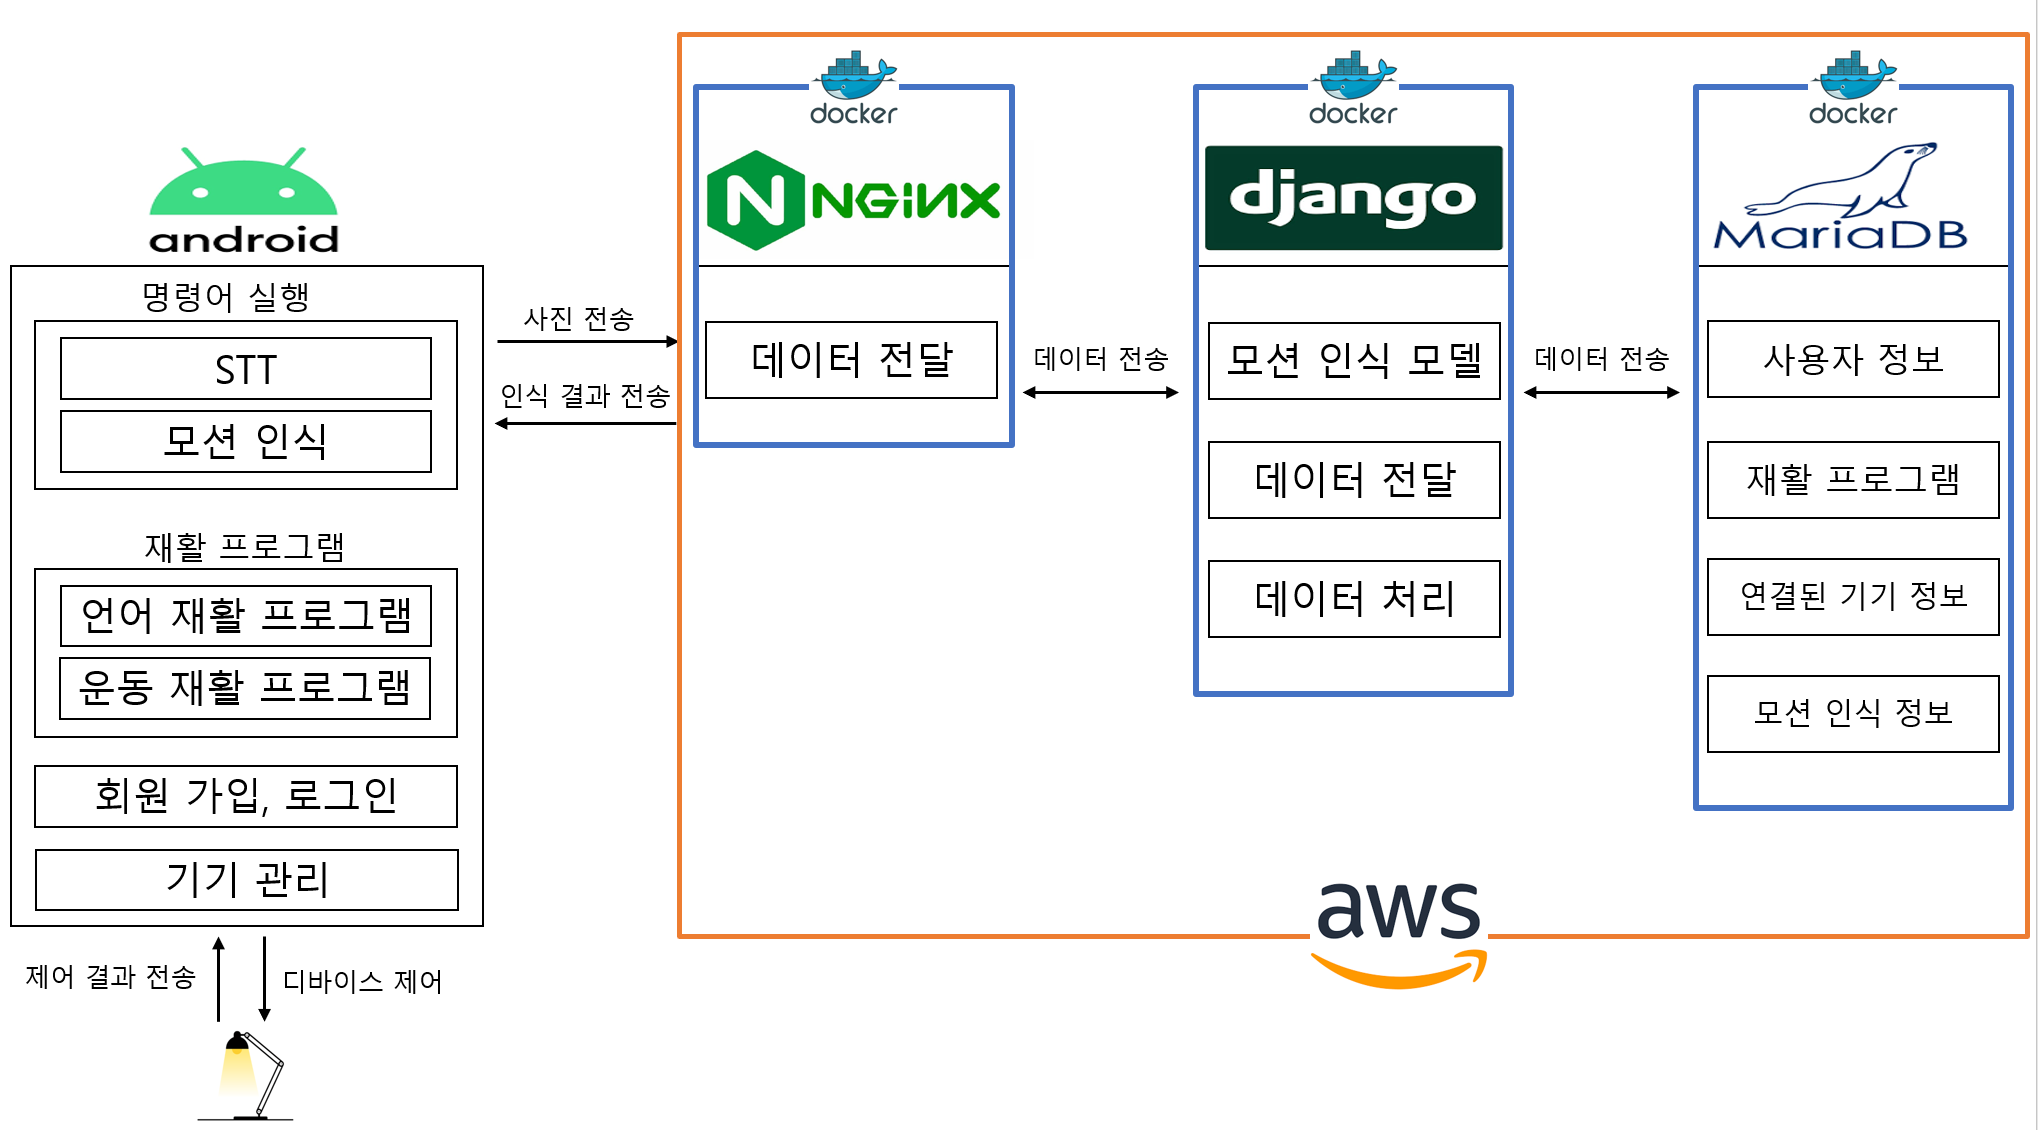 android
명령어 실행
STT
모션 인식
재활 프로그램
언어 재활 프로그램
운동 재활 프로그램
회원 가입, 로그인
기기 관리
제어 결과 전송
디바이스 제어
사진 전송
인식 결과 전송
docker
NGINX
데이터 전달
데이터 전송
docker
django
모션 인식 모델
데이터 전달
데이터 처리
데이터 전송
docker
MariaDB
사용자 정보
재활 프로그램
연결된 기기 정보
모션 인식 정보
aws